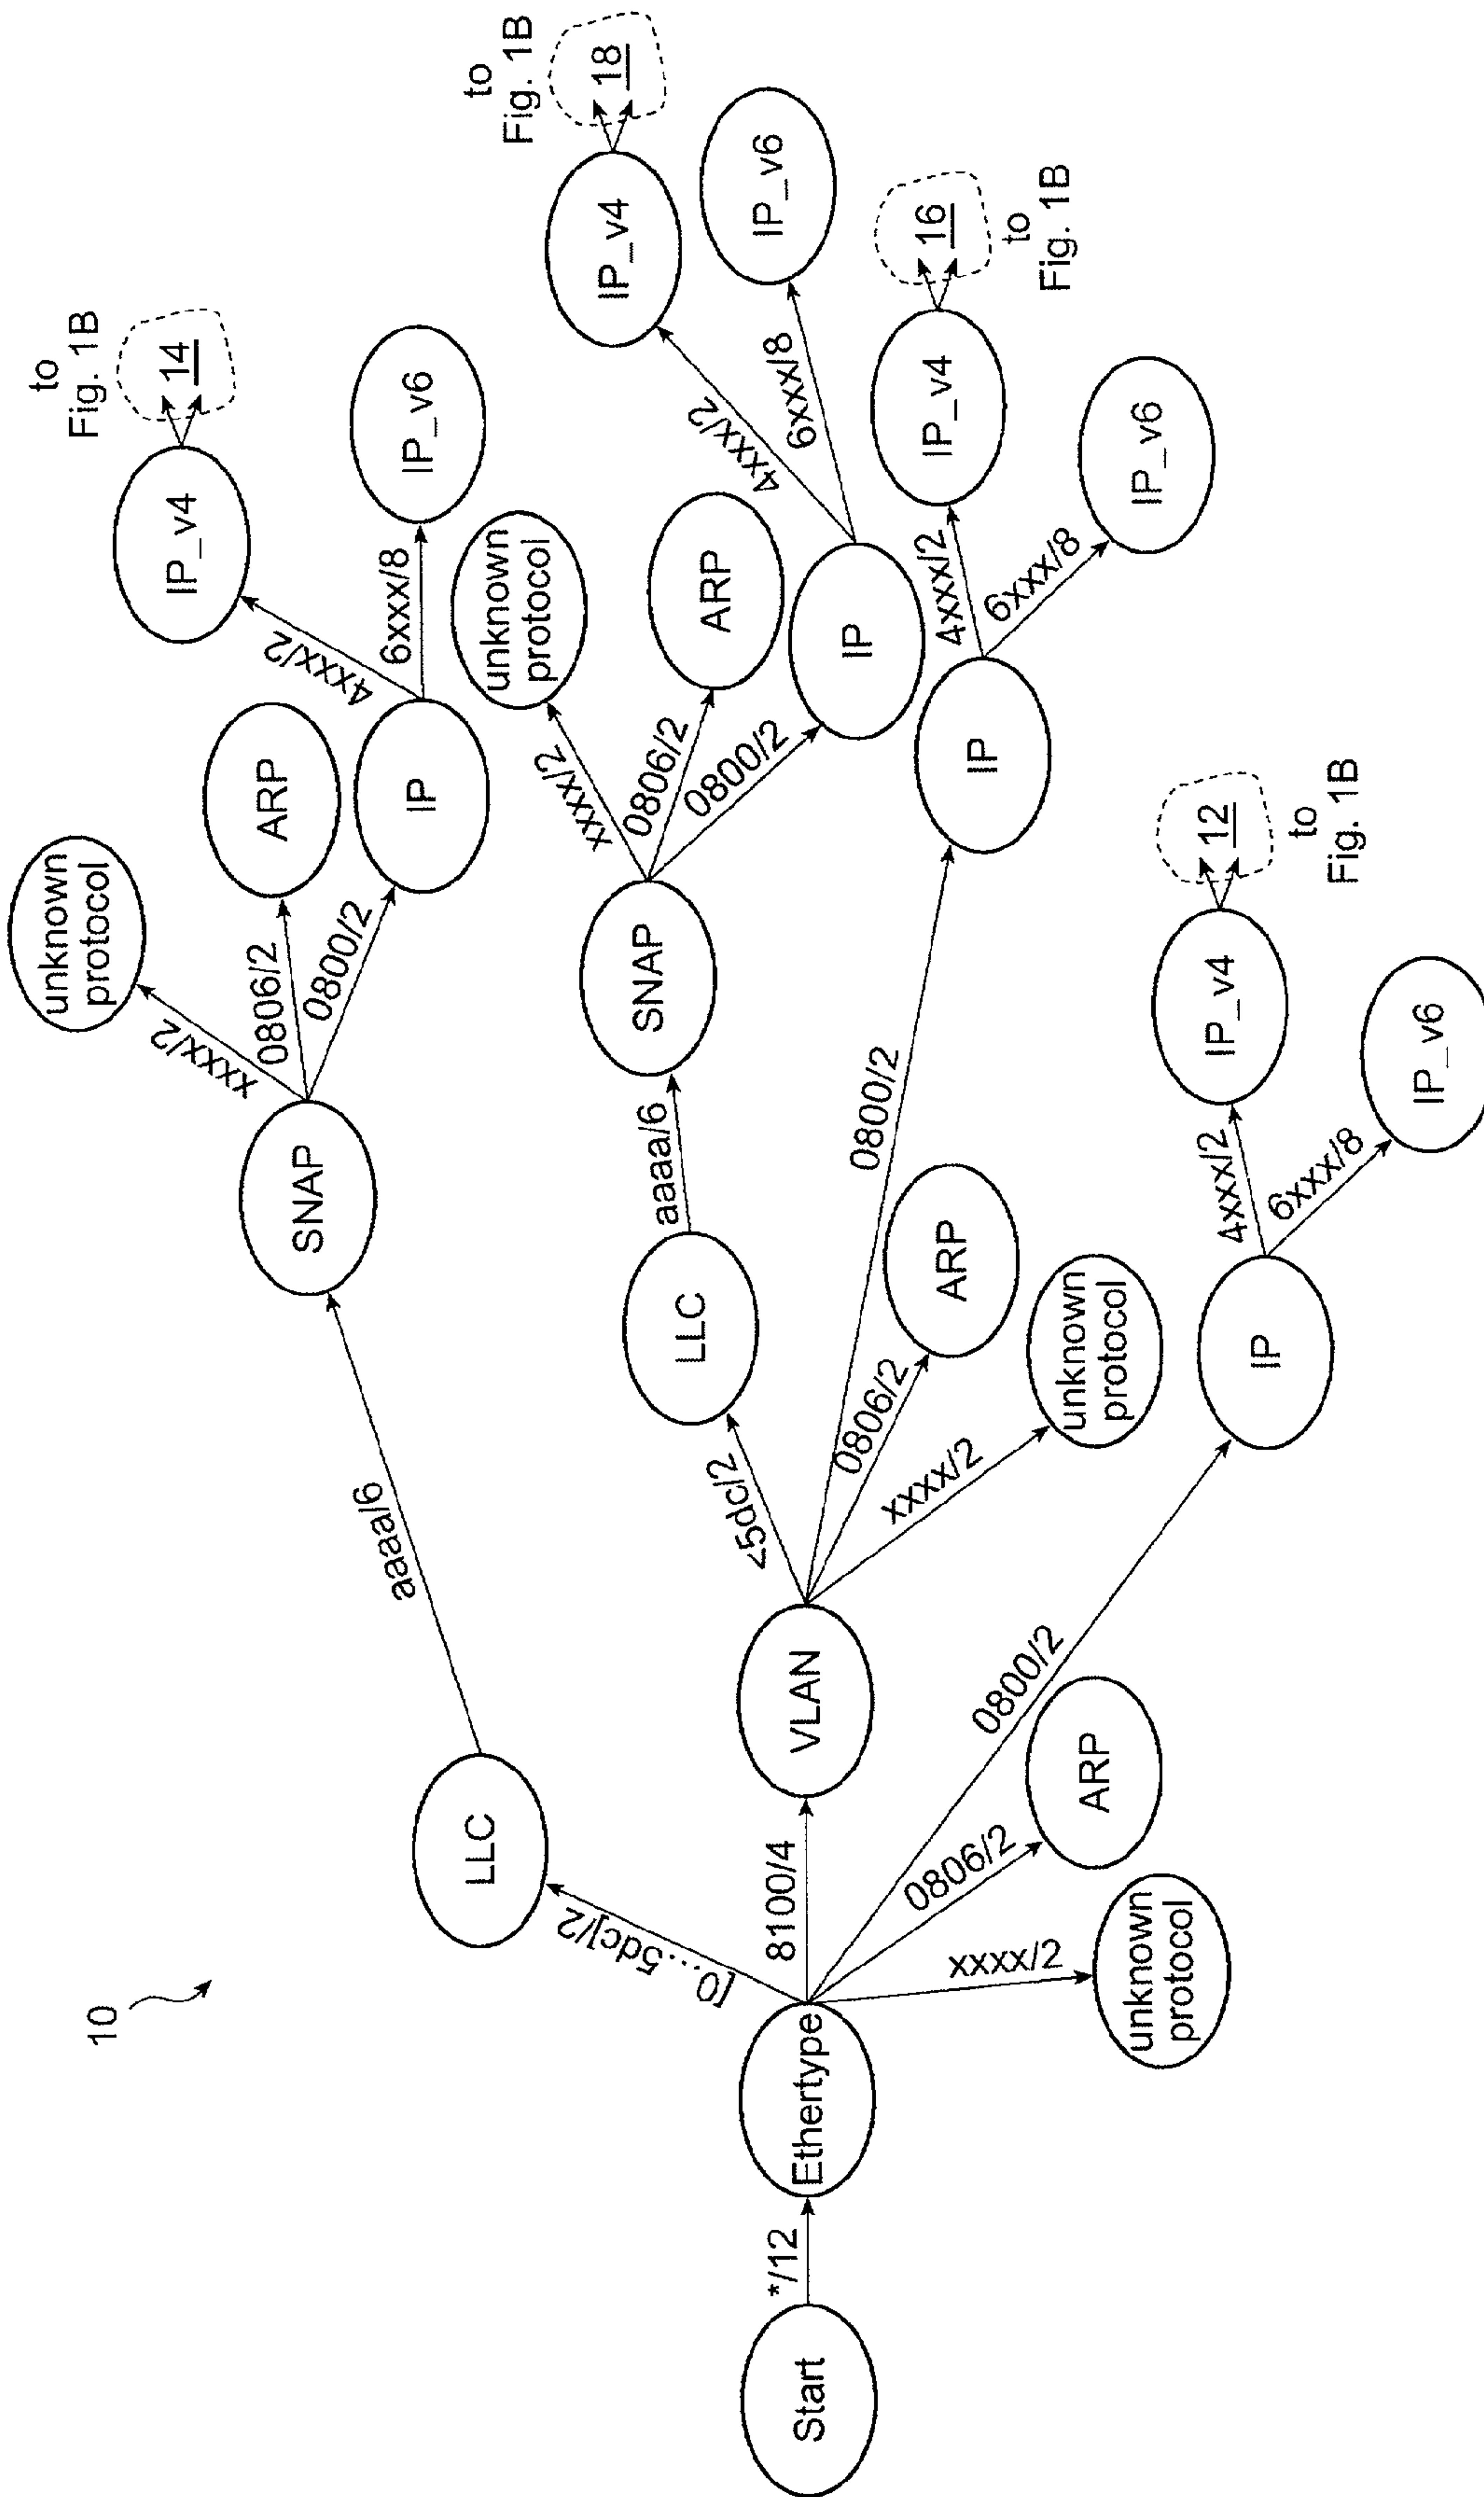 10
Start
*/12
Ethertype
[0...5dc]/2
LLC
aaaa/6
SNAP
xxxx/2
unknown
protocol
0806/2
ARP
0800/2
IP
4xxx/2
IP_v4
14
to
Fig. 1B
6xxx/8
IP_v6
8100/4
VLAN
<5dc/2
LLC
aaaa/6
SNAP
xxxx/2
unknown
protocol
0806/2
ARP
0800/2
IP
4xxx/2
IP_v4
18
to
Fig. 1B
6xxx/8
IP_v6
0800/2
IP
4xxx/2
IP_v4
16
to
Fig. 1B
6xxx/8
IP_v6
0806/2
ARP
xxxx/2
unknown
protocol
0800/2
IP
4xxx/2
IP_v4
12
to
Fig. 1B
6xxx/8
IP_v6
0806/2
ARP
xxxx/2
unknown
protocol